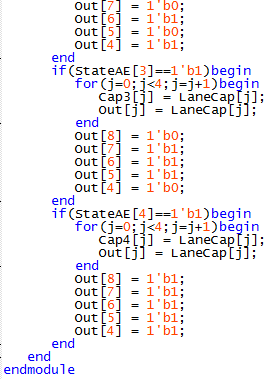 Out[7] = 1'b0;
Out[6] = 1'b1;
Out[5] = 1'b0;
Out[4] = 1'b1;
end
if(StateAE[3]==1'b1)begin
for(j=0;j<4;j=j+1)begin
Cap3[j] = LaneCap[j];
Out[j] = LaneCap[j];
end
Out[8] = 1'b0;
Out[7] = 1'b1;
Out[6] = 1'b1;
Out[5] = 1'b1;
Out[4] = 1'b0;
end
if(StateAE[4]==1'b1)begin
for(j=0;j<4;j=j+1)begin
Cap4[j] = LaneCap[j];
Out[j] = LaneCap[j];
end
Out[8] = 1'b1;
Out[7] = 1'b1;
Out[6] = 1'b1;
Out[5] = 1'b1;
Out[4] = 1'b1;
end
end
endmodule